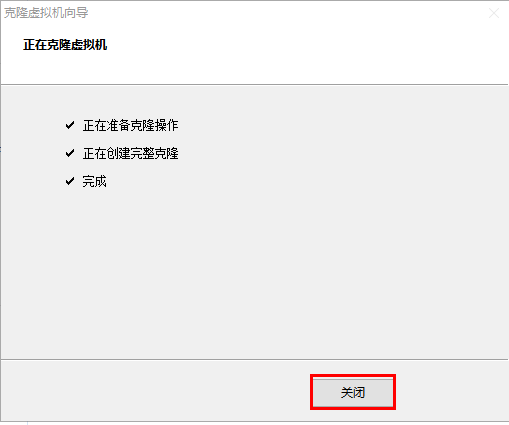 克隆虚拟机向导
正在克隆虚拟机
正在准备克隆操作
正在创建完整克隆
完成
关闭